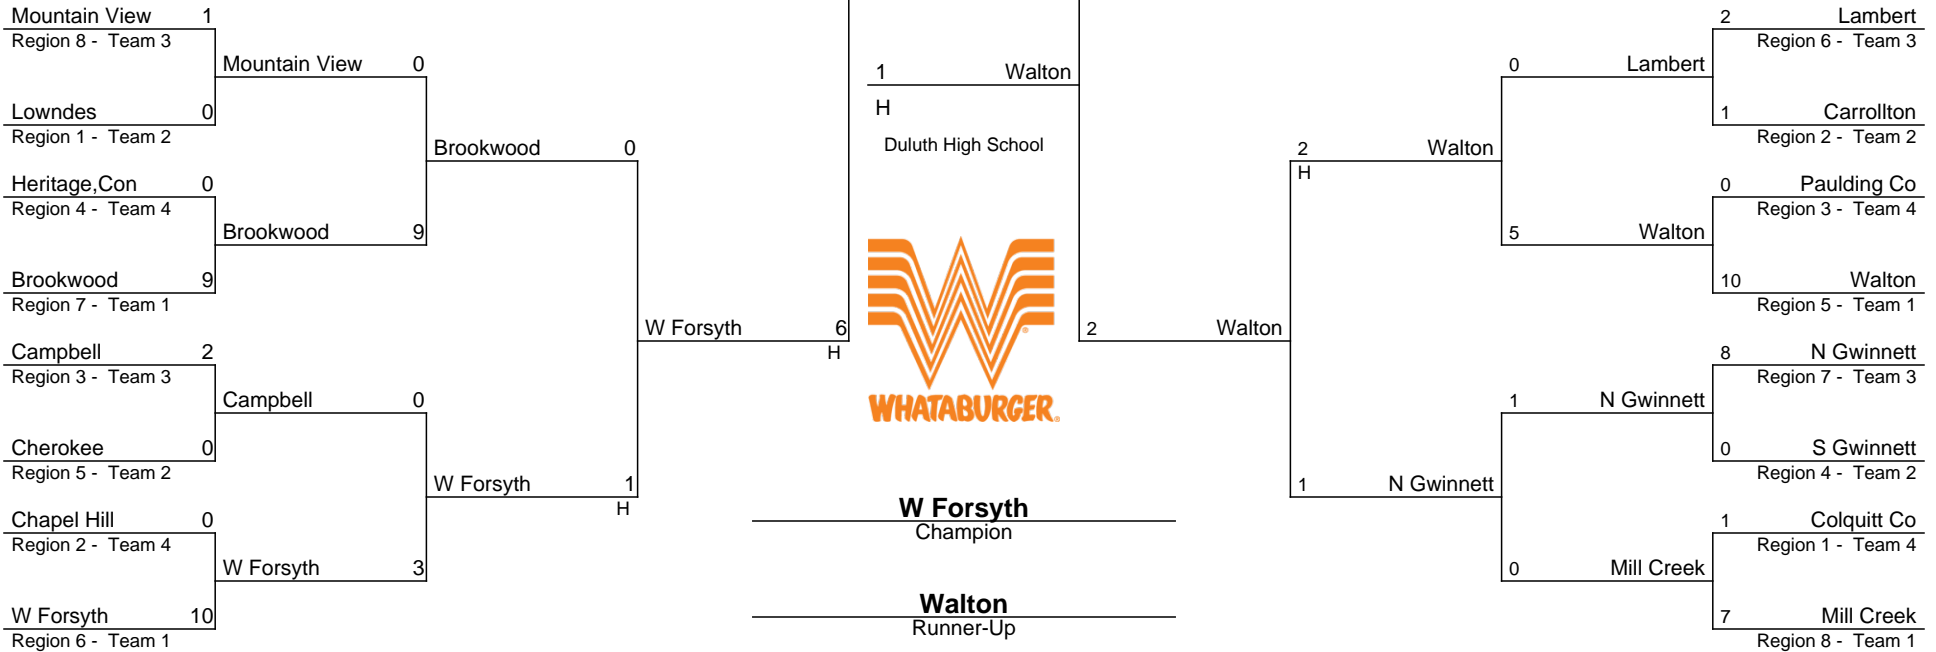 Mountain View 1
Region 8 - Team 3
Mountain View 0
Lowndes 0
Region 1 - Team 2
Brookwood 0
Heritage,Con 0
Region 4 - Team 4
Brookwood 9
Brookwood 9
Region 7 - Team 1
W Forsyth 6
H
Campbell 2
Region 3 - Team 3
Campbell 0
Cherokee 0
Region 5 - Team 2
W Forsyth 1
H
Chapel Hill 0
Region 2 - Team 4
W Forsyth 3
W Forsyth 10
Region 6 - Team 1
1 Walton
H
Duluth High School
WHATABURGER®
W Forsyth
Champion
Walton
Runner-Up
2 Lambert
Region 6 - Team 3
0 Lambert
1 Carrollton
Region 2 - Team 2
2 Walton
H
0 Paulding Co
Region 3 - Team 4
5 Walton
10 Walton
Region 5 - Team 1
2 Walton
8 N Gwinnett
Region 7 - Team 3
1 N Gwinnett
0 S Gwinnett
Region 4 - Team 2
1 N Gwinnett
1 Colquitt Co
Region 1 - Team 4
0 Mill Creek
7 Mill Creek
Region 8 - Team 1